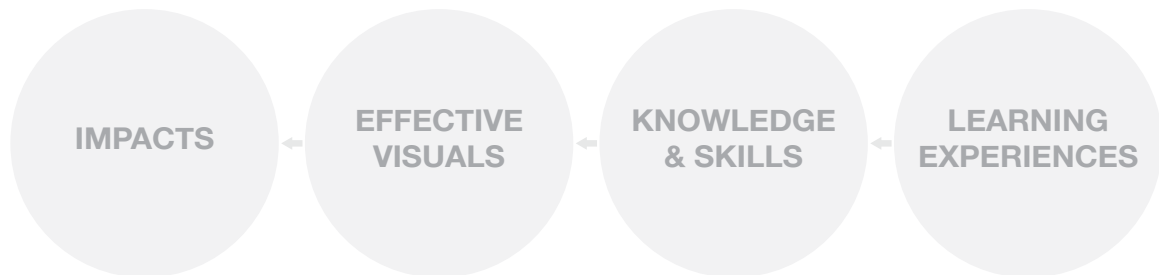 IMPACTS
EFFECTIVE
VISUALS
KNOWLEDGE
& SKILLS
LEARNING
EXPERIENCES